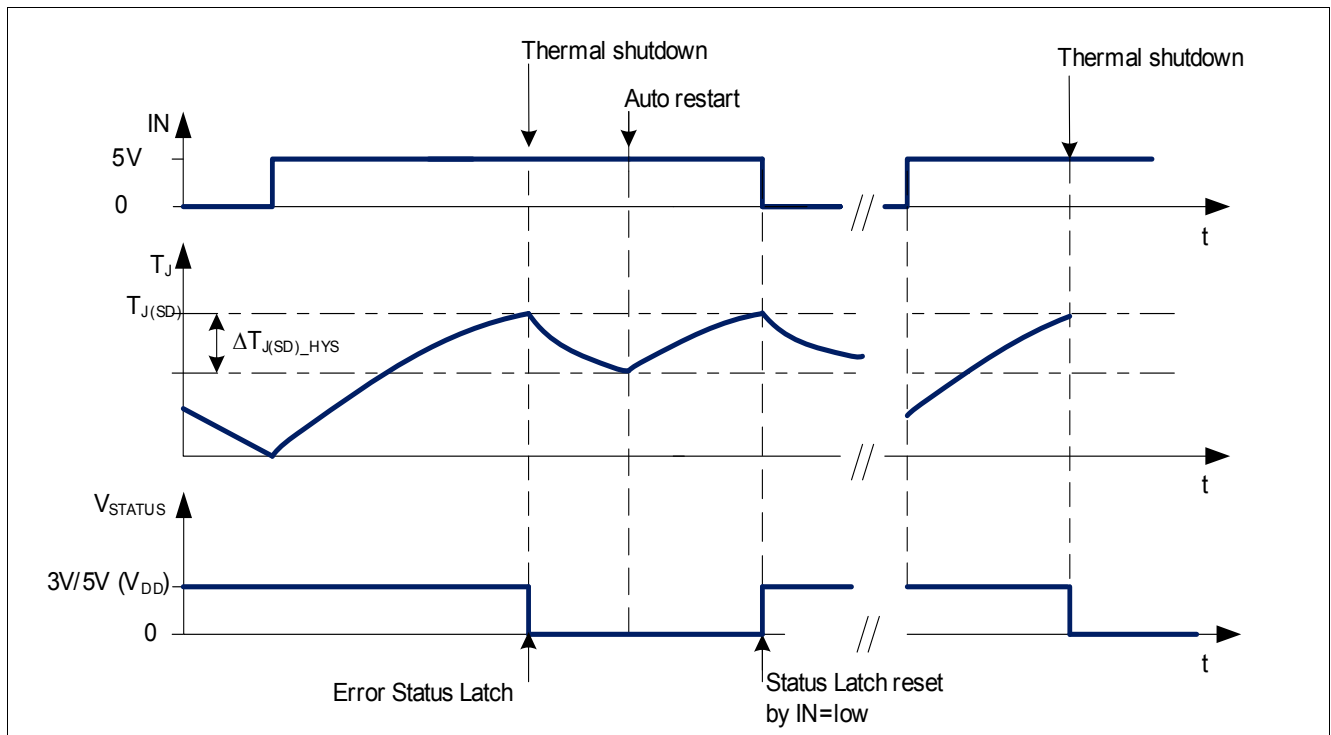 Thermal shutdown
Thermal shutdown
Auto restart
IN
5V
0
//
t
TJ
TJ(SD)
ΔTJ(SD)_HYS
//
t
VSTATUS
3V/5V (VDD)
0
//
t
Error Status Latch
Status Latch reset
by IN=low